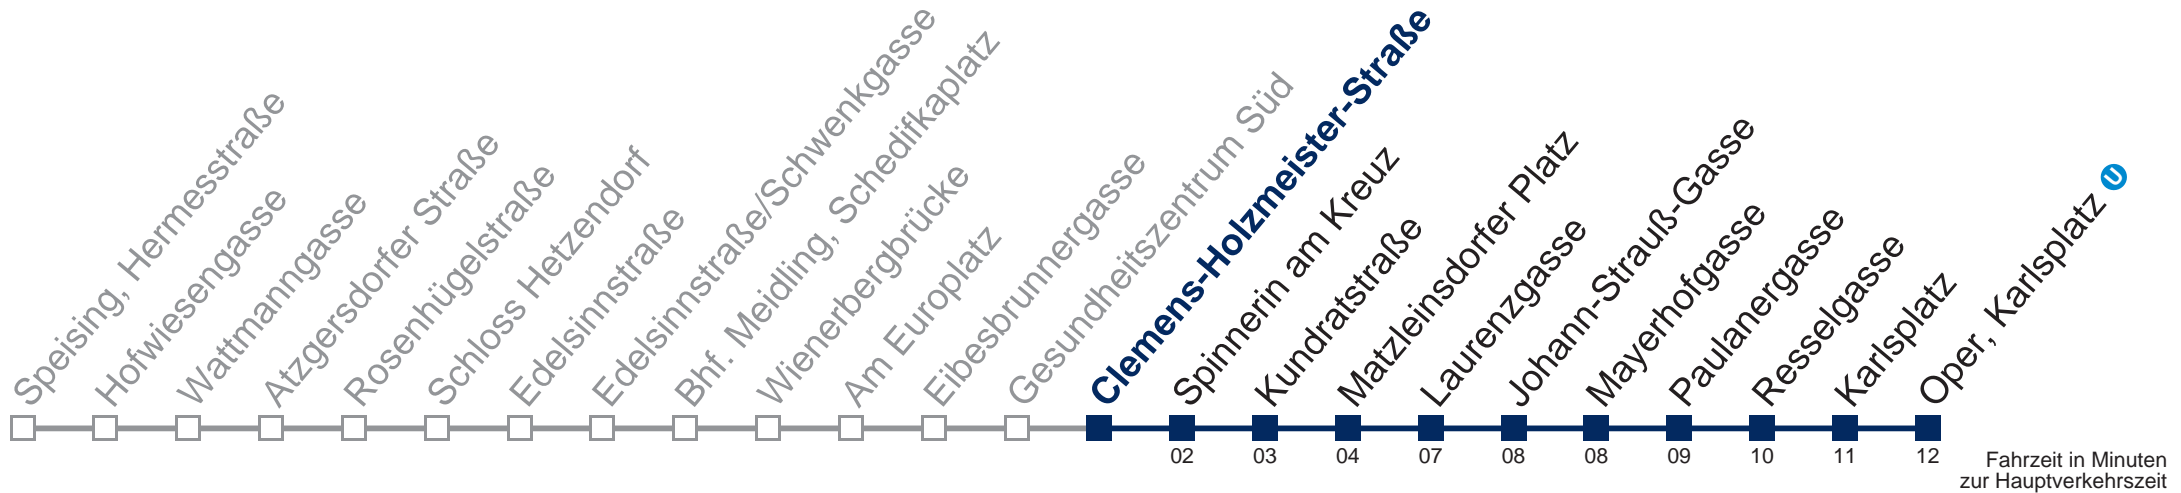 Speising, Hermesstraße
Hofwiesengasse
Wattmanngasse
Atzgersdorfer Straße
Rosenhügelstraße
Schloss Hetzendorf
Edelsinnstraße
Edelsinnstraße/Schwenkgasse
Bhf. Meidling, Schedifkaplatz
Wienerbergbrücke
Am Europlatz
Eibesbrunnergasse
Gesundheitszentrum Süd
Clemens-Holzmeister-Straße
Spinnerin am Kreuz
Kundratstraße
Matzleinsdorfer Platz
Laurenzgasse
Johann-Strauß-Gasse
Mayerhofgasse
Paulanergasse
Resselgasse
Karlsplatz
Oper, Karlsplatz U
02 03 04 07 08 08 09 10 11 12
Fahrzeit in Minuten
zur Hauptverkehrszeit